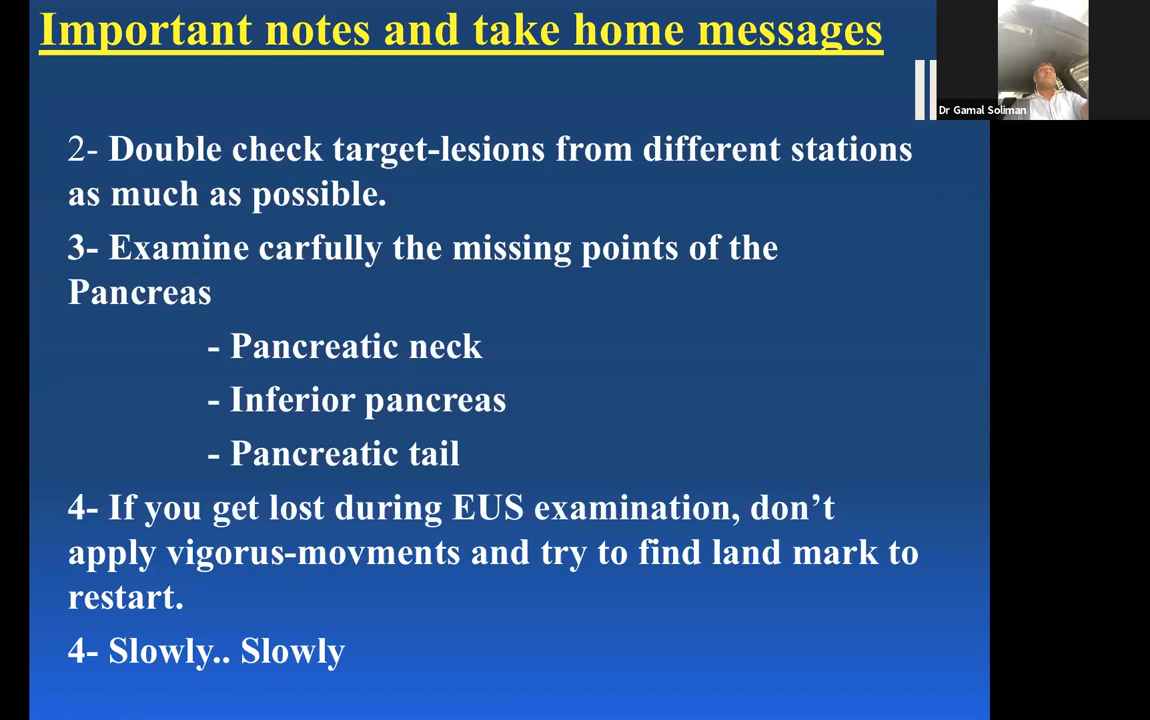 Important notes and take home messages
Dr Gamal Soliman
2- Double check target-lesions from different stations
as much as possible.
3- Examine carfully the missing points of the
Pancreas
- Pancreatic neck
- Inferior pancreas
- Pancreatic tail
4- If you get lost during EUS examination, don’t
apply vigorus-movments and try to find land mark to
restart.
4- Slowly.. Slowly